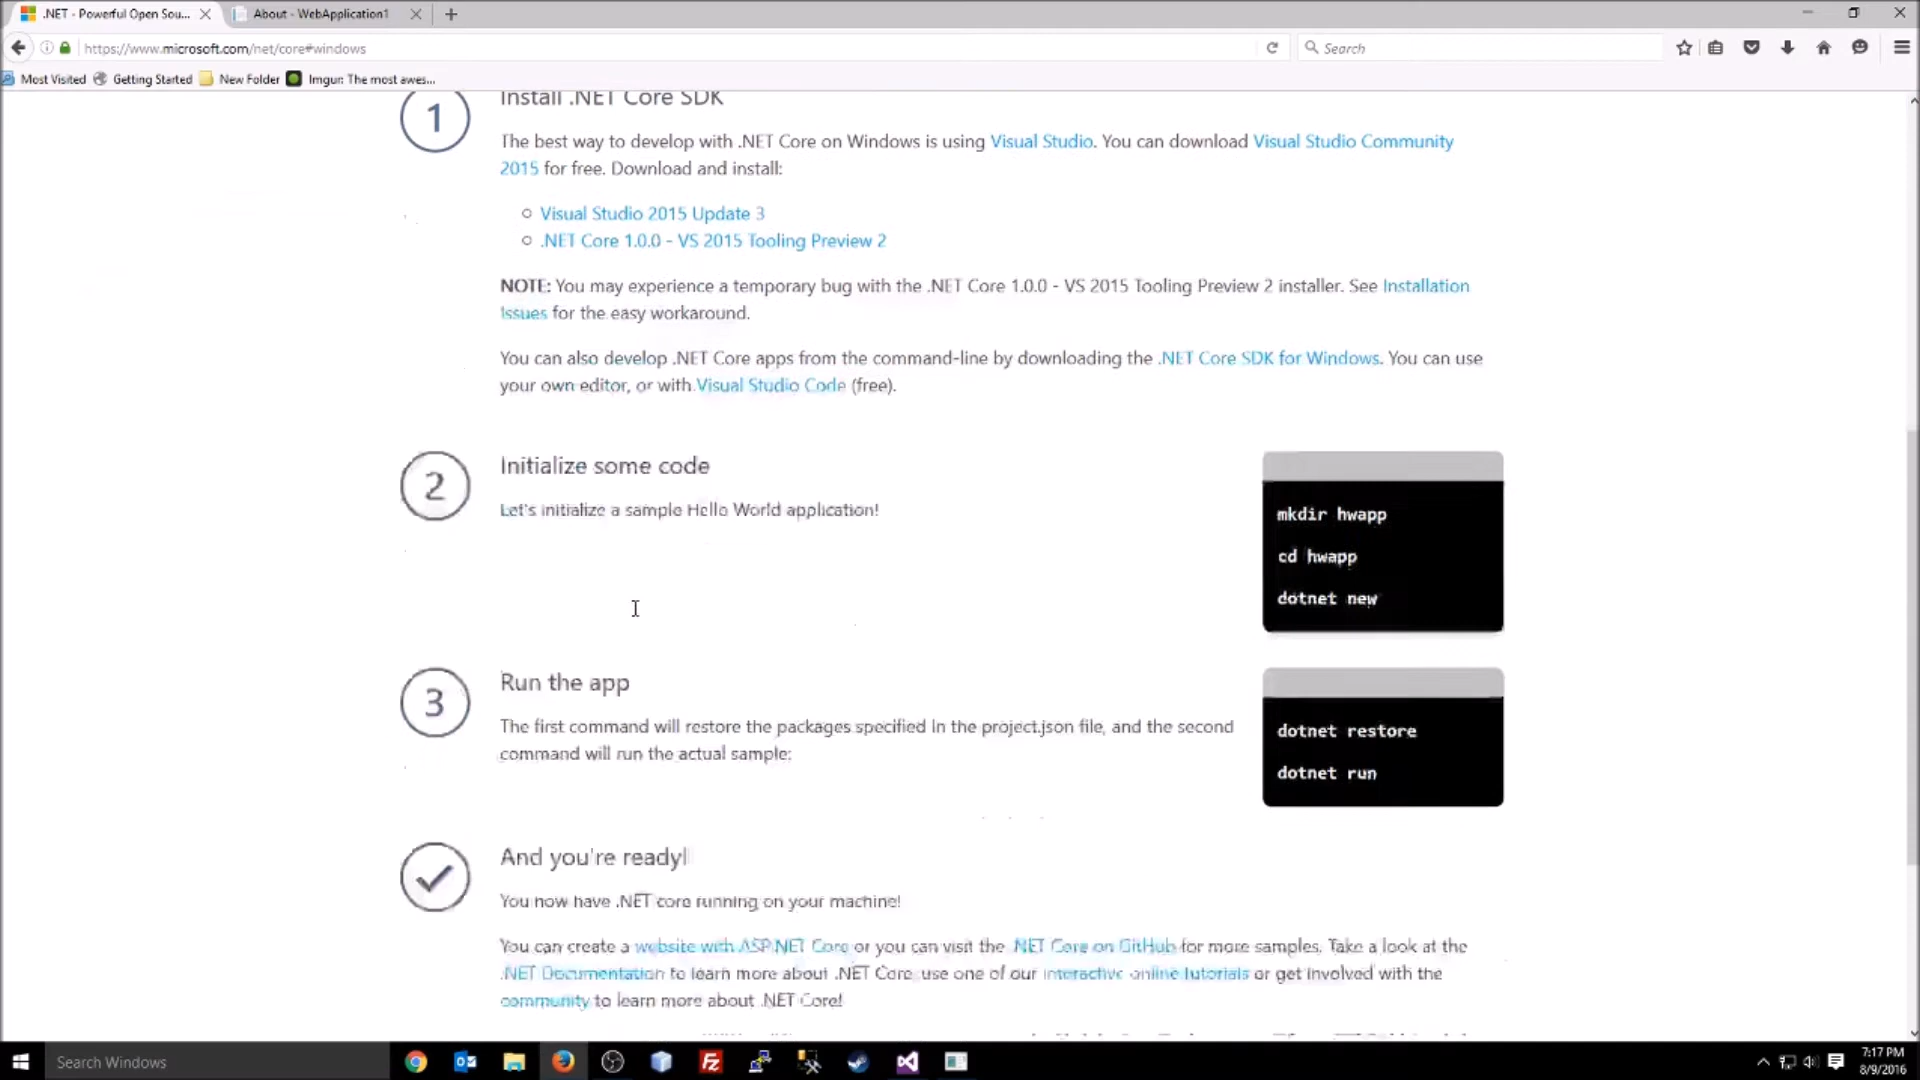 .NET - Powerful Open Sou...
About - WebApplication1
https://www.microsoft.com/net/core#windows
Search
Most Visited
Getting Started
New Folder
Imgur: The most awes...
1
Install .NET Core SDK
The best way to develop with .NET Core on Windows is using Visual Studio. You can download Visual Studio Community
2015 for free. Download and install:
Visual Studio 2015 Update 3
.NET Core 1.0.0 - VS 2015 Tooling Preview 2
NOTE: You may experience a temporary bug with the .NET Core 1.0.0 - VS 2015 Tooling Preview 2 installer. See Installation
Issues for the easy workaround.
You can also develop .NET Core apps from the command-line by downloading the .NET Core SDK for Windows. You can use
your own editor, or with Visual Studio Code (free).
2
Initialize some code
Let's initialize a sample Hello World application!
mkdir hwapp
cd hwapp
dotnet new
3
Run the app
The first command will restore the packages specified in the project.json file, and the second
command will run the actual sample:
dotnet restore
dotnet run
And you're ready!
You now have .NET core running on your machine!
You can create a website with ASP.NET Core or you can visit the .NET Core on GitHub for more samples. Take a look at the
.NET Documentation to learn more about .NET Core, use one of our interactive online tutorials or get involved with the
community to learn more about .NET Core!
Search Windows
7:17 PM
8/9/2016